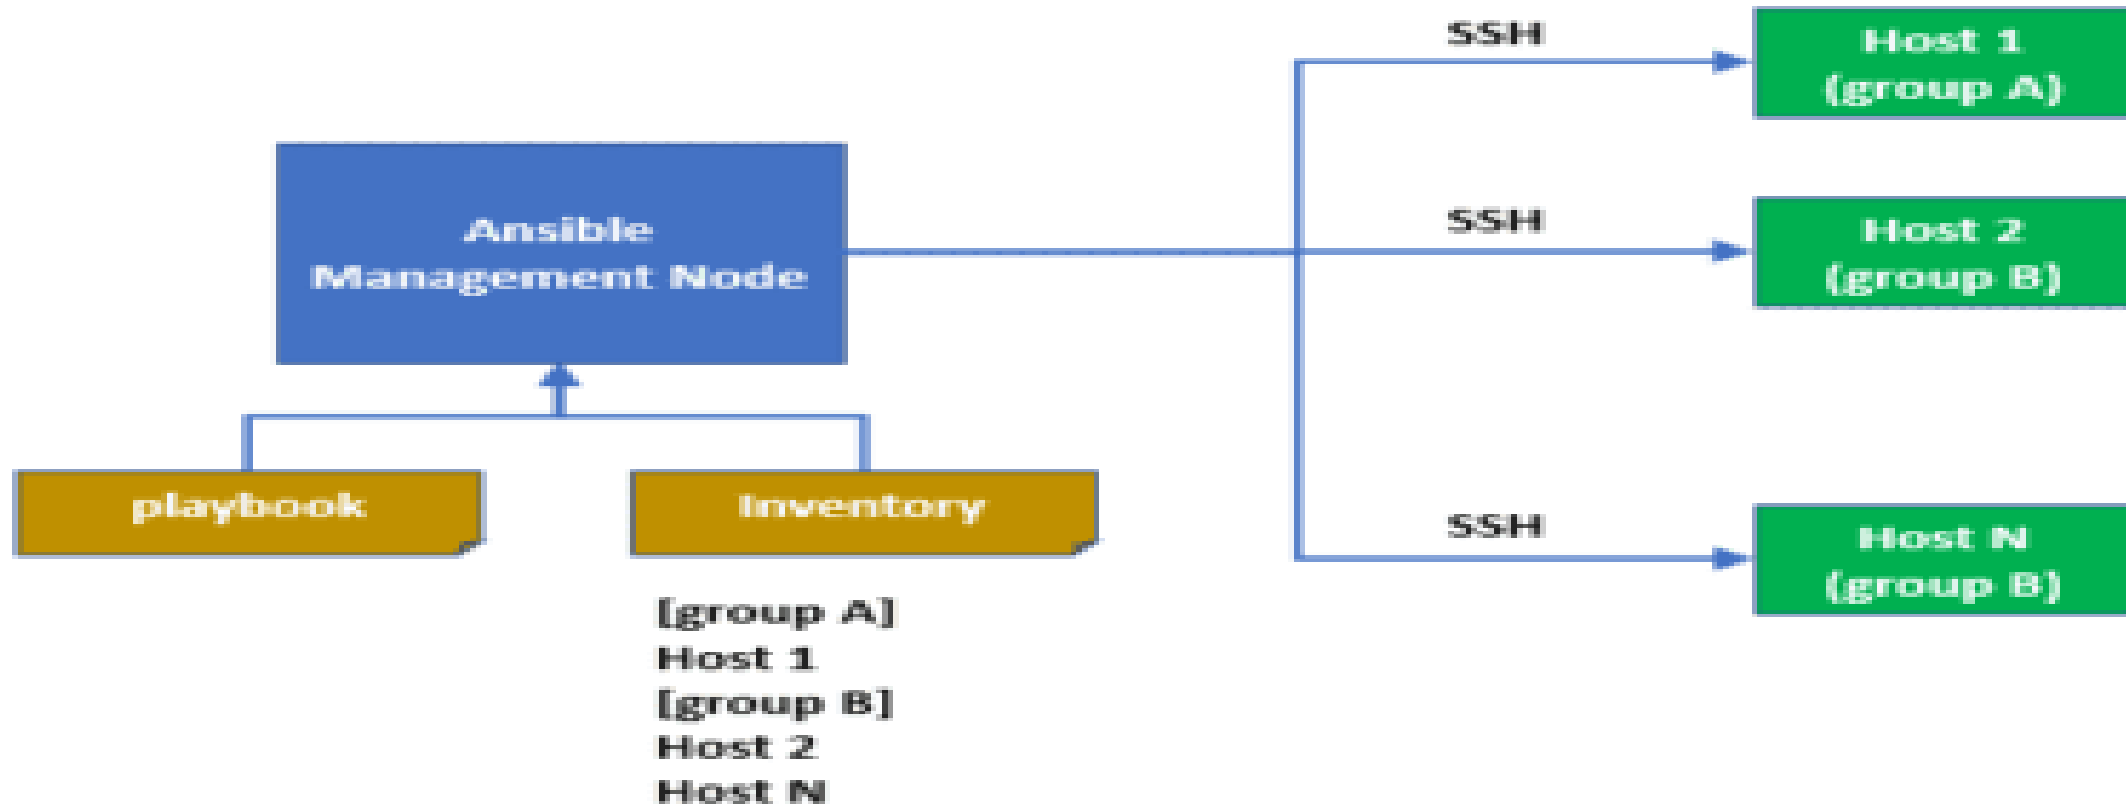 SSH
Host 1
(group A)
Ansible
Management Node
SSH
Host 2
(group B)
playbook
Inventory
SSH
Host N
(group B)
[group A]
Host 1
[group B]
Host 2
Host N